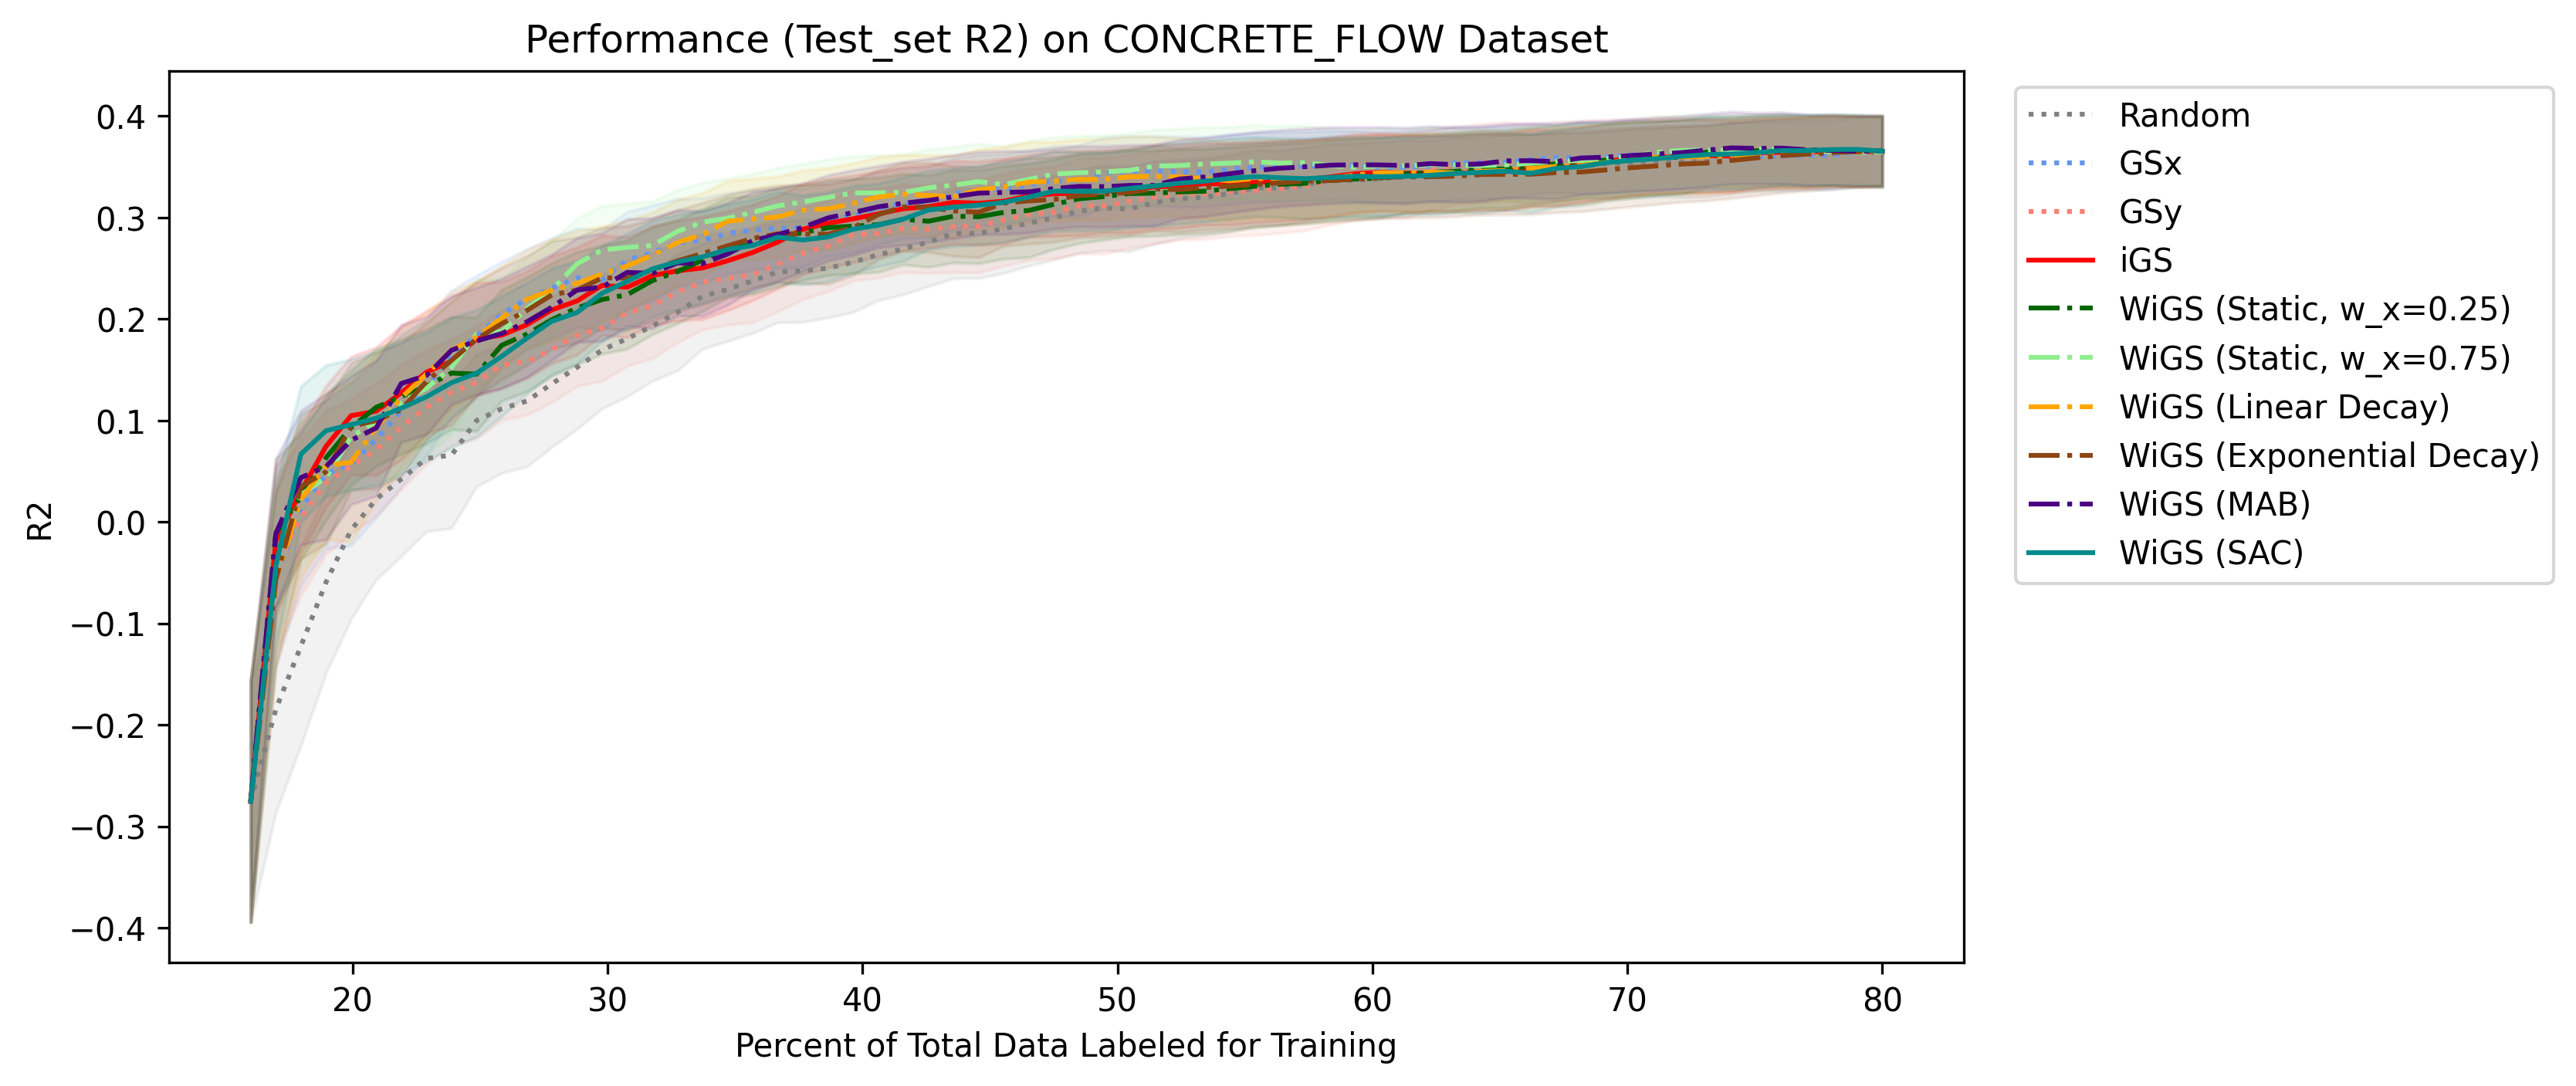 Performance (Test_set R2) on CONCRETE_FLOW Dataset
R2
0.4
0.3
0.2
0.1
0.0
−0.1
−0.2
−0.3
−0.4
20
30
40
50
60
70
80
Percent of Total Data Labeled for Training
Random
GSx
GSy
iGS
WiGS (Static, w_x=0.25)
WiGS (Static, w_x=0.75)
WiGS (Linear Decay)
WiGS (Exponential Decay)
WiGS (MAB)
WiGS (SAC)